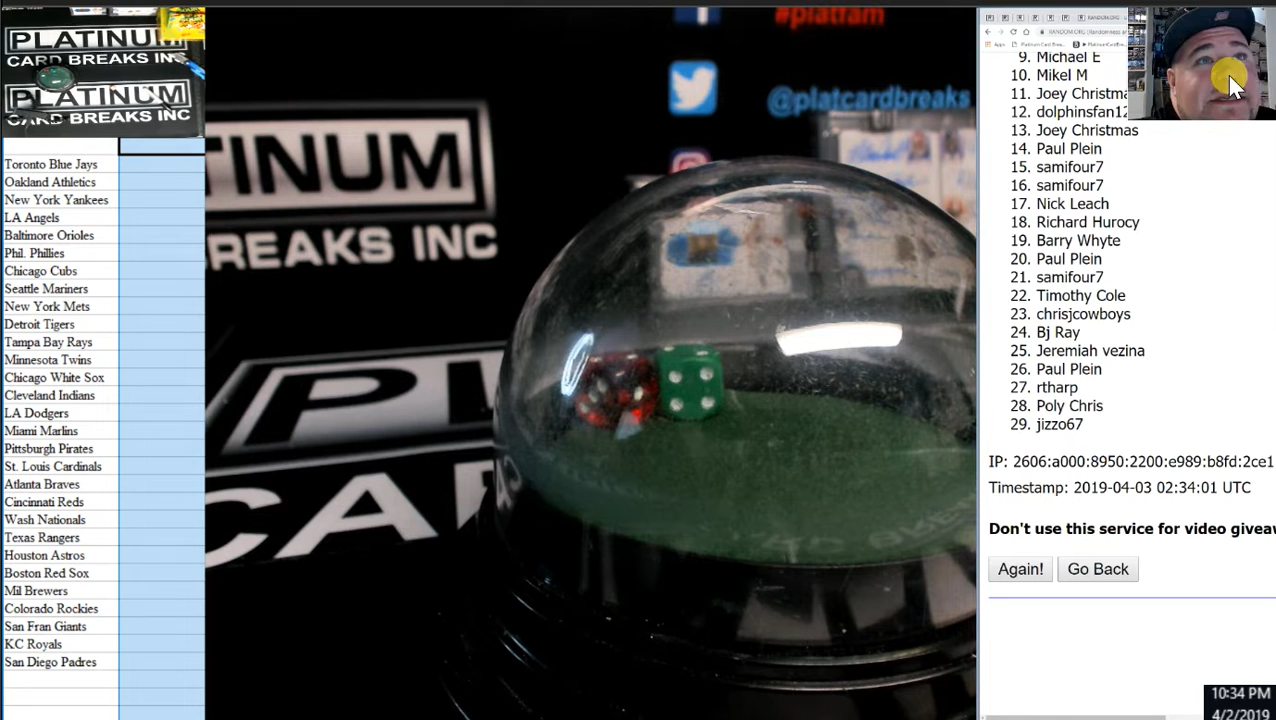 PLATINUM
CARD BREAKS INC
PLATINUM
CARD BREAKS INC
Toronto Blue Jays
Oakland Athletics
New York Yankees
LA Angels
Baltimore Orioles
Phil. Phillies
Chicago Cubs
Seattle Mariners
New York Mets
Detroit Tigers
Tampa Bay Rays
Minnesota Twins
Chicago White Sox
Cleveland Indians
LA Dodgers
Miami Marlins
Pittsburgh Pirates
St. Louis Cardinals
Atlanta Braves
Cincinnati Reds
Wash Nationals
Texas Rangers
Houston Astros
Boston Red Sox
Mil Brewers
Colorado Rockies
San Fran Giants
KC Royals
San Diego Padres
#platfam
@platcardbreaks
TINUM
BREAKS INC
P
CA
9. Michael E
10. Mikel M
11. Joey Christma
12. dolphinsfan12
13. Joey Christmas
14. Paul Plein
15. samifour7
16. samifour7
17. Nick Leach
18. Richard Hurocy
19. Barry Whyte
20. Paul Plein
21. samifour7
22. Timothy Cole
23. chrisjcowboys
24. Bj Ray
25. Jeremiah vezina
26. Paul Plein
27. rtharp
28. Poly Chris
29. jizzo67
IP: 2606:a000:8950:2200:e989:b8fd:2ce1
Timestamp: 2019-04-03 02:34:01 UTC
Don't use this service for video giveav
Again!
Go Back
10:34 PM
4/2/2019